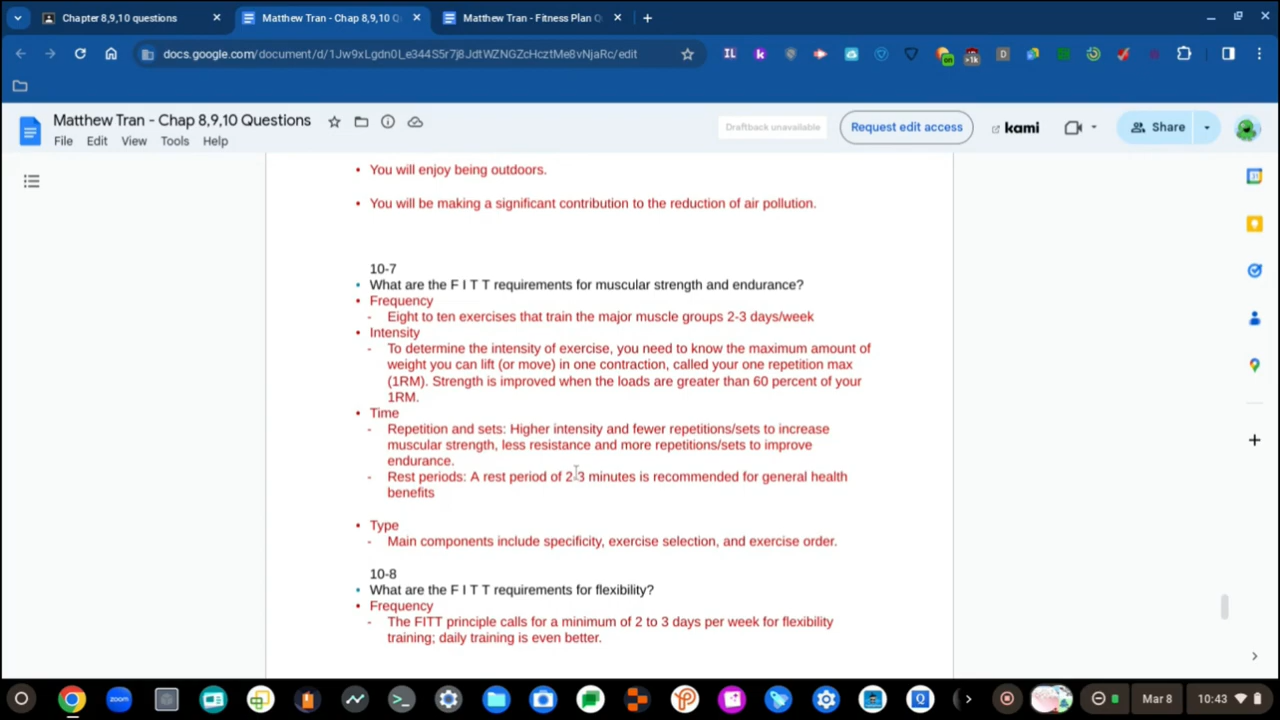 Chapter 8,9,10 questions
Matthew Tran - Chap 8,9,10 Q
Matthew Tran - Fitness Plan Q
docs.google.com/document/d/1Jw9xLgdn0l_e344S5r7j8JdtWZNGZcHcztMe8vNjaRc/edit
Matthew Tran - Chap 8,9,10 Questions
File Edit View Tools Help
Draftback unavailable
Request edit access
kami
Share
• You will enjoy being outdoors.
• You will be making a significant contribution to the reduction of air pollution.
10-7
• What are the F I T T requirements for muscular strength and endurance?
• Frequency
- Eight to ten exercises that train the major muscle groups 2-3 days/week
• Intensity
- To determine the intensity of exercise, you need to know the maximum amount of
weight you can lift (or move) in one contraction, called your one repetition max
(1RM). Strength is improved when the loads are greater than 60 percent of your
1RM.
• Time
- Repetition and sets: Higher intensity and fewer repetitions/sets to increase
muscular strength, less resistance and more repetitions/sets to improve
endurance.
- Rest periods: A rest period of 2-3 minutes is recommended for general health
benefits
• Type
- Main components include specificity, exercise selection, and exercise order.
10-8
• What are the F I T T requirements for flexibility?
• Frequency
- The FITT principle calls for a minimum of 2 to 3 days per week for flexibility
training; daily training is even better.
zoom
Mar 8
10:43